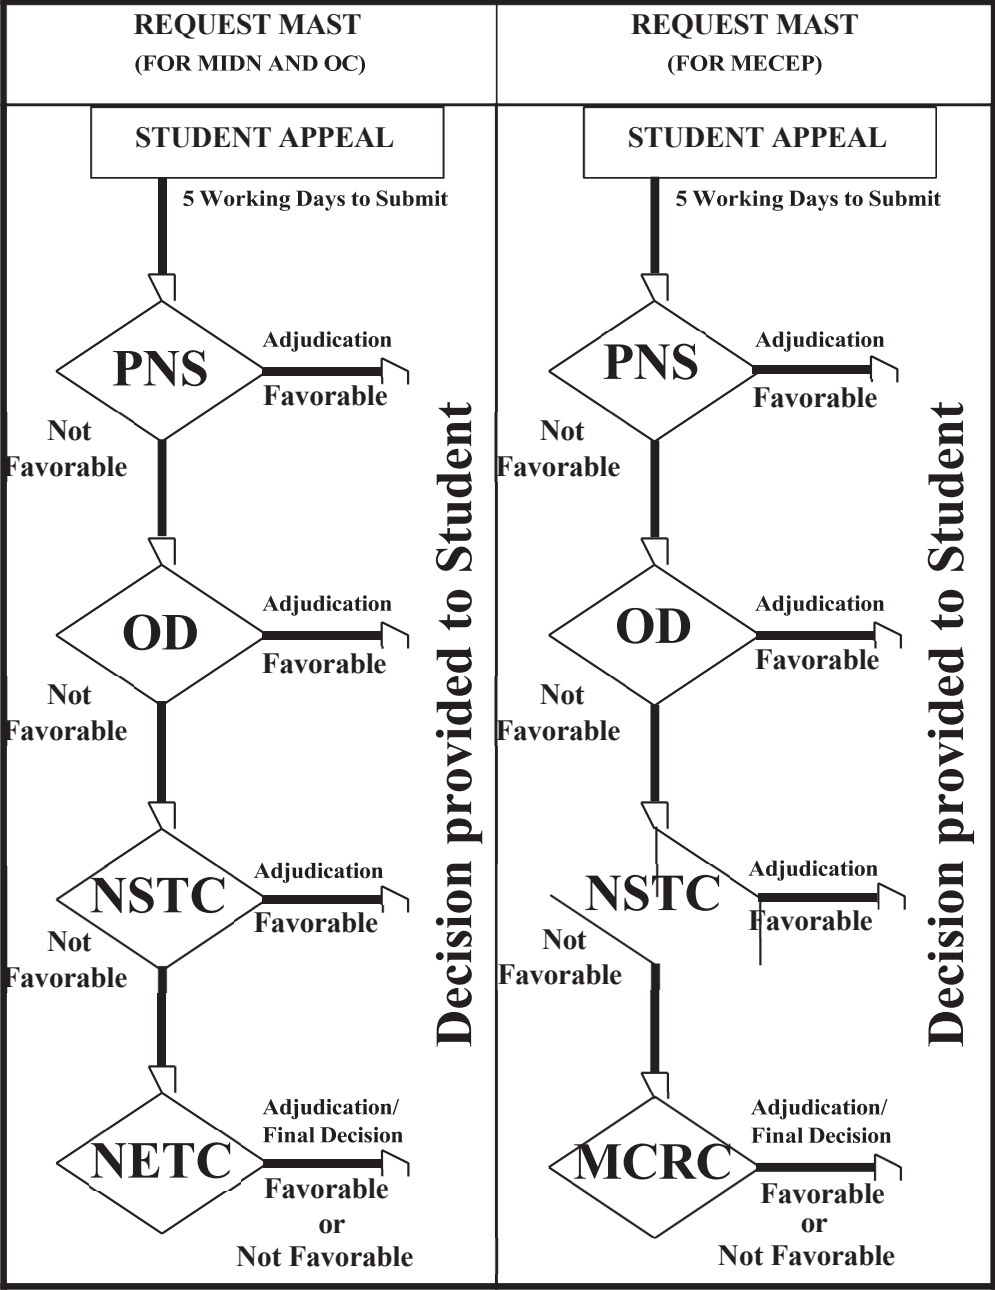 REQUEST MAST
(FOR MIDN AND OC)
STUDENT APPEAL
5 Working Days to Submit
PNS
Adjudication
Favorable
Not
Favorable
OD
Adjudication
Favorable
Not
Favorable
NSTC
Adjudication
Favorable
Not
Favorable
NETC
Adjudication/
Final Decision
Favorable
or
Not Favorable
Decision provided to Student
REQUEST MAST
(FOR MECEP)
STUDENT APPEAL
5 Working Days to Submit
PNS
Adjudication
Favorable
Not
Favorable
OD
Adjudication
Favorable
Not
Favorable
NSTC
Adjudication
Favorable
Not
Favorable
MCRC
Adjudication/
Final Decision
Favorable
or
Not Favorable
Decision provided to Student